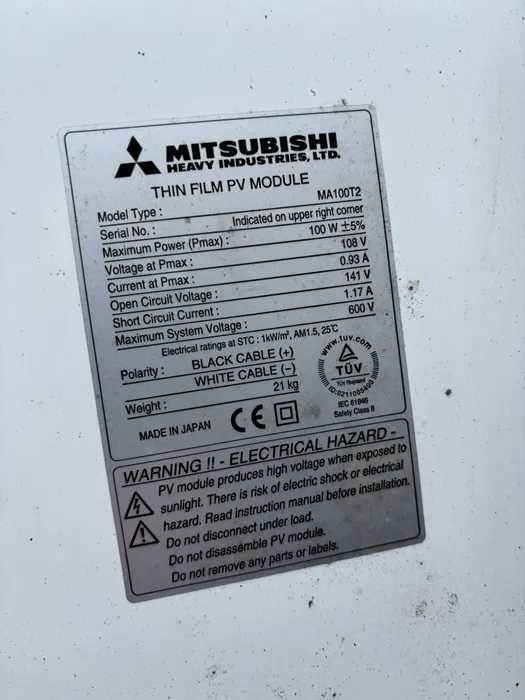 MITSUBISHI
HEAVY INDUSTRIES, LTD.
THIN FILM PV MODULE
Model Type : MA100T2
Serial No. : Indicated on upper right corner
Maximum Power (Pmax) : 100 W ±5%
Voltage at Pmax : 108 V
Current at Pmax : 0.93 A
Open Circuit Voltage : 141 V
Short Circuit Current : 1.17 A
Maximum System Voltage : 600 V
Electrical ratings at STC : 1kW/m², AM1.5, 25℃
Polarity : BLACK CABLE (+)
WHITE CABLE (−)
Weight : 21 kg
MADE IN JAPAN
CE
www.tuv.com
TÜV
TÜV Rheinland
IEC 61646
Safety Class II
WARNING !! - ELECTRICAL HAZARD -
PV module produces high voltage when exposed to
sunlight. There is risk of electric shock or electrical
hazard. Read instruction manual before installation.
Do not disconnect under load.
Do not disassemble PV module.
Do not remove any parts or labels.